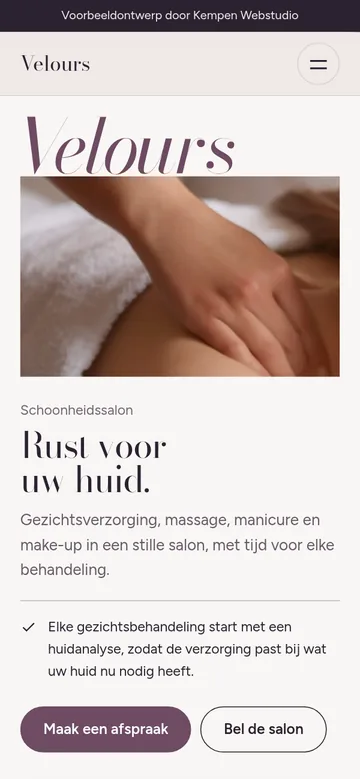 Voorbeeldontwerp door Kempen Webstudio
Velours
Velours
Schoonheidssalon
Rust voor
uw huid.
Gezichtsverzorging, massage, manicure en
make-up in een stille salon, met tijd voor elke
behandeling.
Elke gezichtsbehandeling start met een
huidanalyse, zodat de verzorging past bij wat
uw huid nu nodig heeft.
Maak een afspraak
Bel de salon